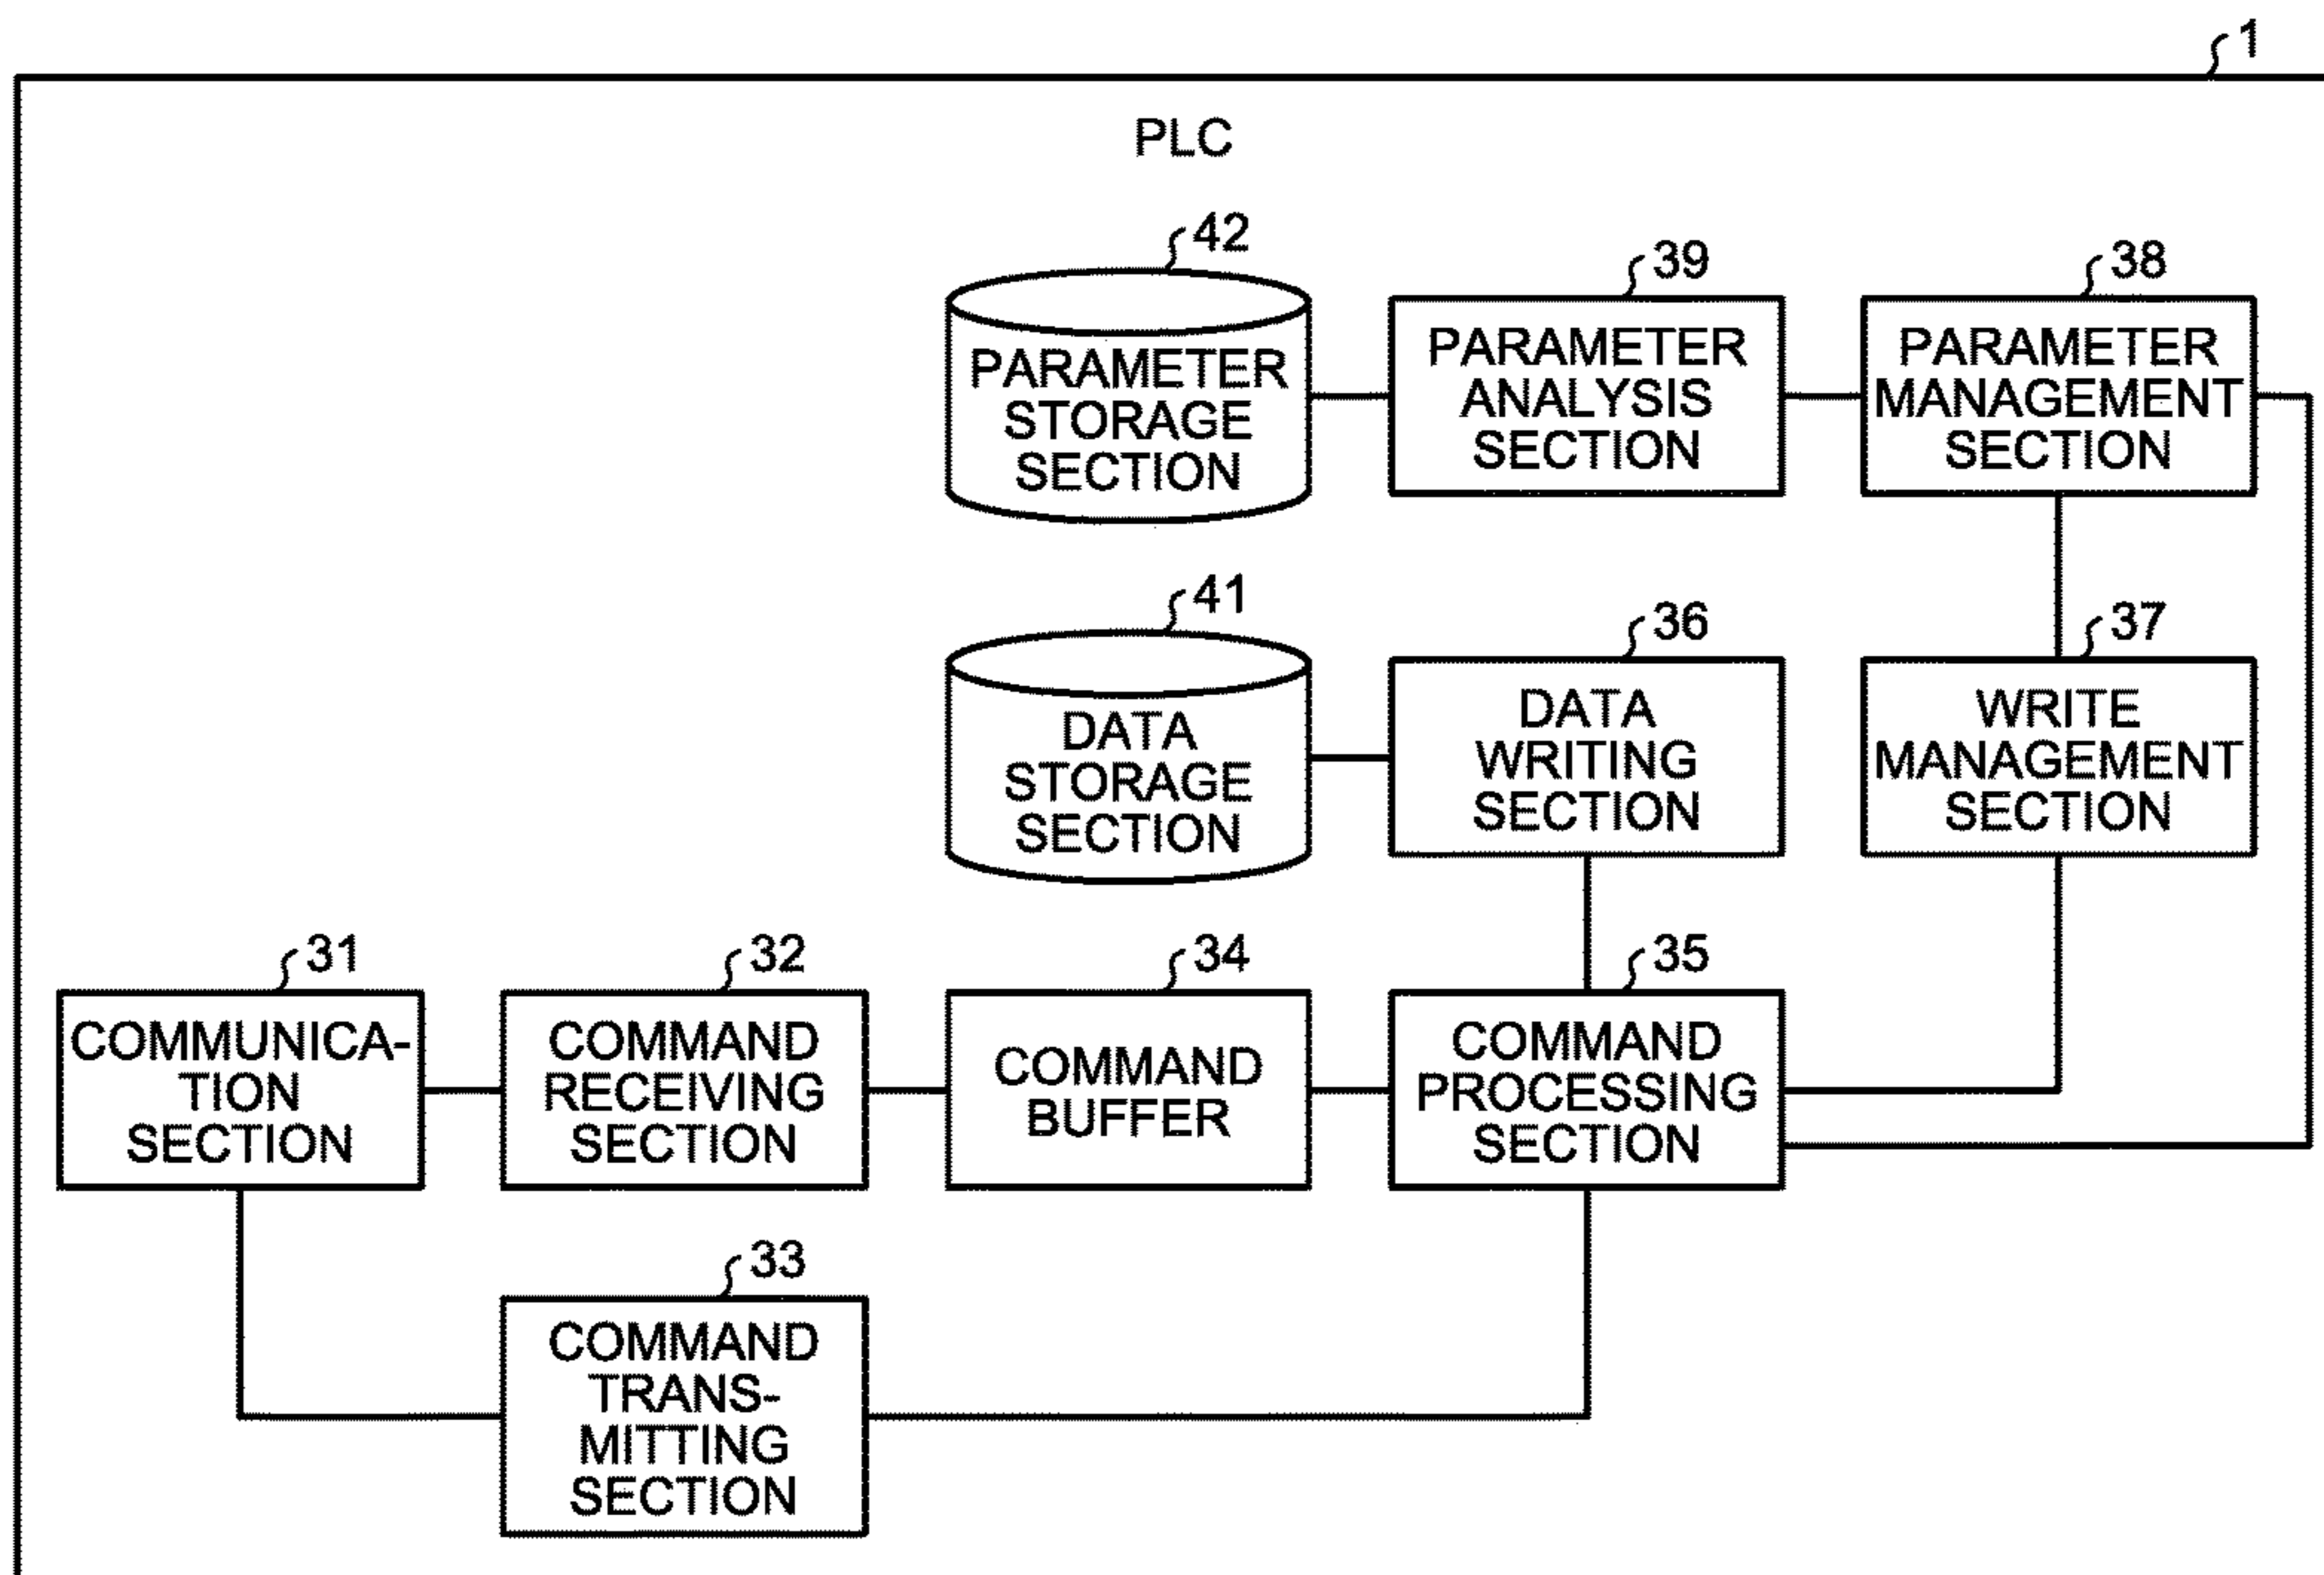 1
PLC
42
PARAMETER
STORAGE
SECTION
39
PARAMETER
ANALYSIS
SECTION
38
PARAMETER
MANAGEMENT
SECTION
41
DATA
STORAGE
SECTION
36
DATA
WRITING
SECTION
37
WRITE
MANAGEMENT
SECTION
31
COMMUNICA-
TION
SECTION
32
COMMAND
RECEIVING
SECTION
34
COMMAND
BUFFER
35
COMMAND
PROCESSING
SECTION
33
COMMAND
TRANS-
MITTING
SECTION